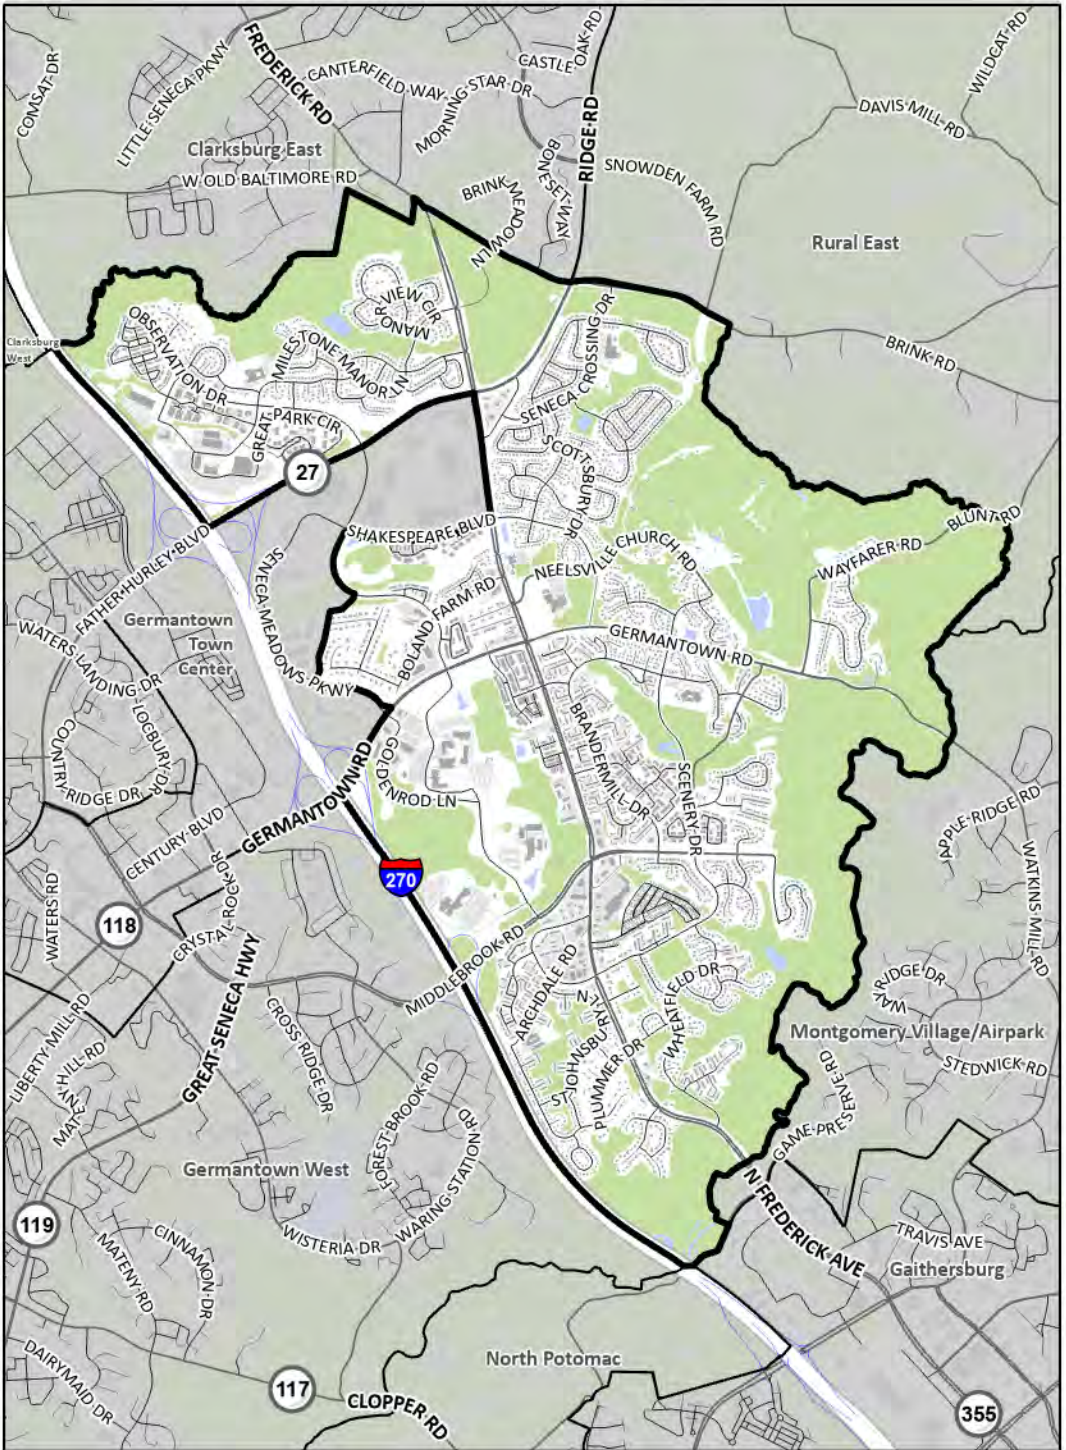 FREDERICK RD
COMSAT DR
LITTLE SENECA PKWY
CANTERFIELD WAY
MORNING STAR DR
CASTLE OAK RD
RIDGE RD
WILDCAT RD
DAVIS MILL RD
Clarksburg East
W OLD BALTIMORE RD
BRINK MEADOW LN
BONESET WAY
SNOWDEN FARM RD
Rural East
OBSERVATION DR
MANOR VIEW CIR
MILESTONE MANOR LN
SENECA CROSSING DR
BRINK RD
Clarksburg
West
GREAT PARK CIR
SCOTTSBURY DR
27
FATHER HURLEY BLVD
SHAKESPEARE BLVD
SENECA MEADOWS PKWY
NEELSVILLE CHURCH RD
BLUNT RD
WAYFARER RD
BOLAND FARM RD
GERMANTOWN RD
Germantown
Town
Center
WATERS LANDING DR
LOCBURY DR
COUNTRY RIDGE DR
CENTURY BLVD
GERMANTOWN RD
GOLDENROD LN
BRANDERMILL DR
SCENERY DR
APPLE RIDGE RD
WATKINS MILL RD
270
118
WATERS RD
CRYSTAL ROCK DR
GREAT SENECA HWY
MIDDLEBROOK RD
ARCHDALE RD
WHEATFIELD DR
WAY RIDGE DR
Montgomery Village/Airpark
STEDWICK RD
LIBERTY MILL RD
MATENY HILL RD
CROSS RIDGE DR
ST JOHNSBURY LN
PLUMMER DR
GAME PRESERVE RD
FOREST BROOK RD
WARING STATION RD
Germantown West
N FREDERICK AVE
119
WISTERIA DR
CINNAMON DR
MATENY RD
TRAVIS AVE
Gaithersburg
DAIRYMAID DR
North Potomac
117
CLOPPER RD
355